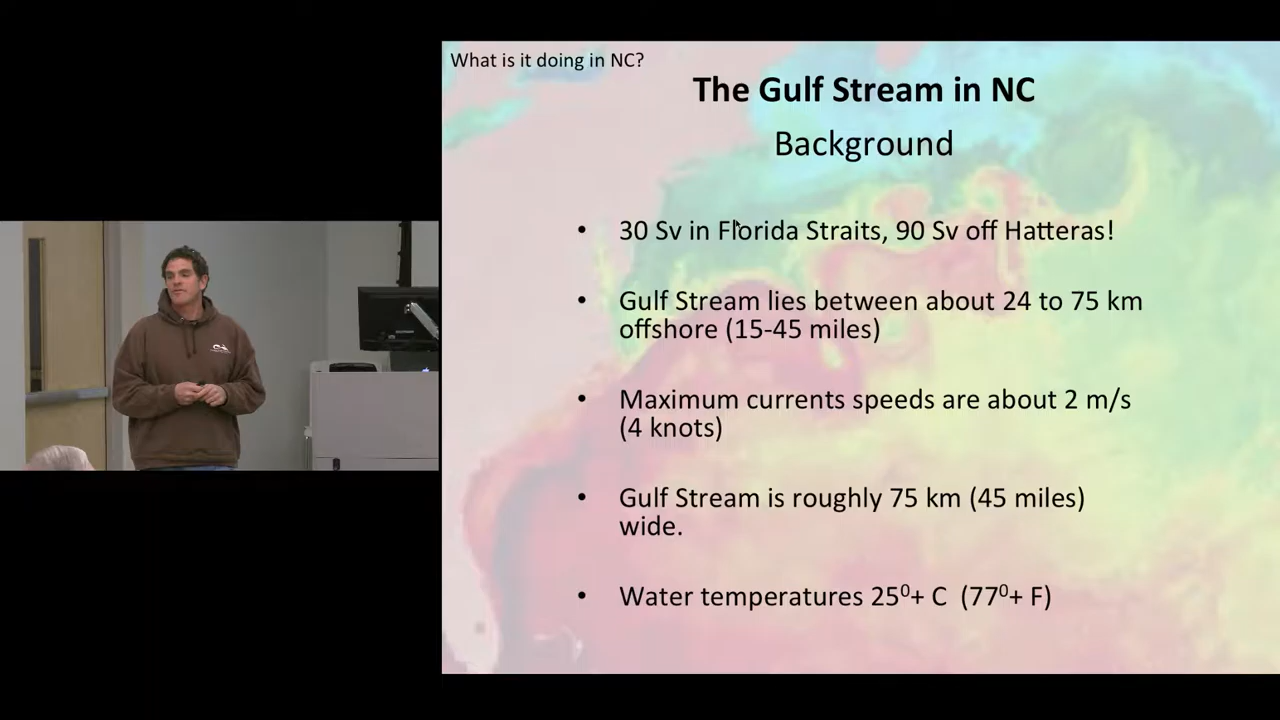 What is it doing in NC?
The Gulf Stream in NC
Background
• 30 Sv in Florida Straits, 90 Sv off Hatteras!
• Gulf Stream lies between about 24 to 75 km
offshore (15-45 miles)
• Maximum currents speeds are about 2 m/s
(4 knots)
• Gulf Stream is roughly 75 km (45 miles)
wide.
• Water temperatures 25⁰+ C (77⁰+ F)